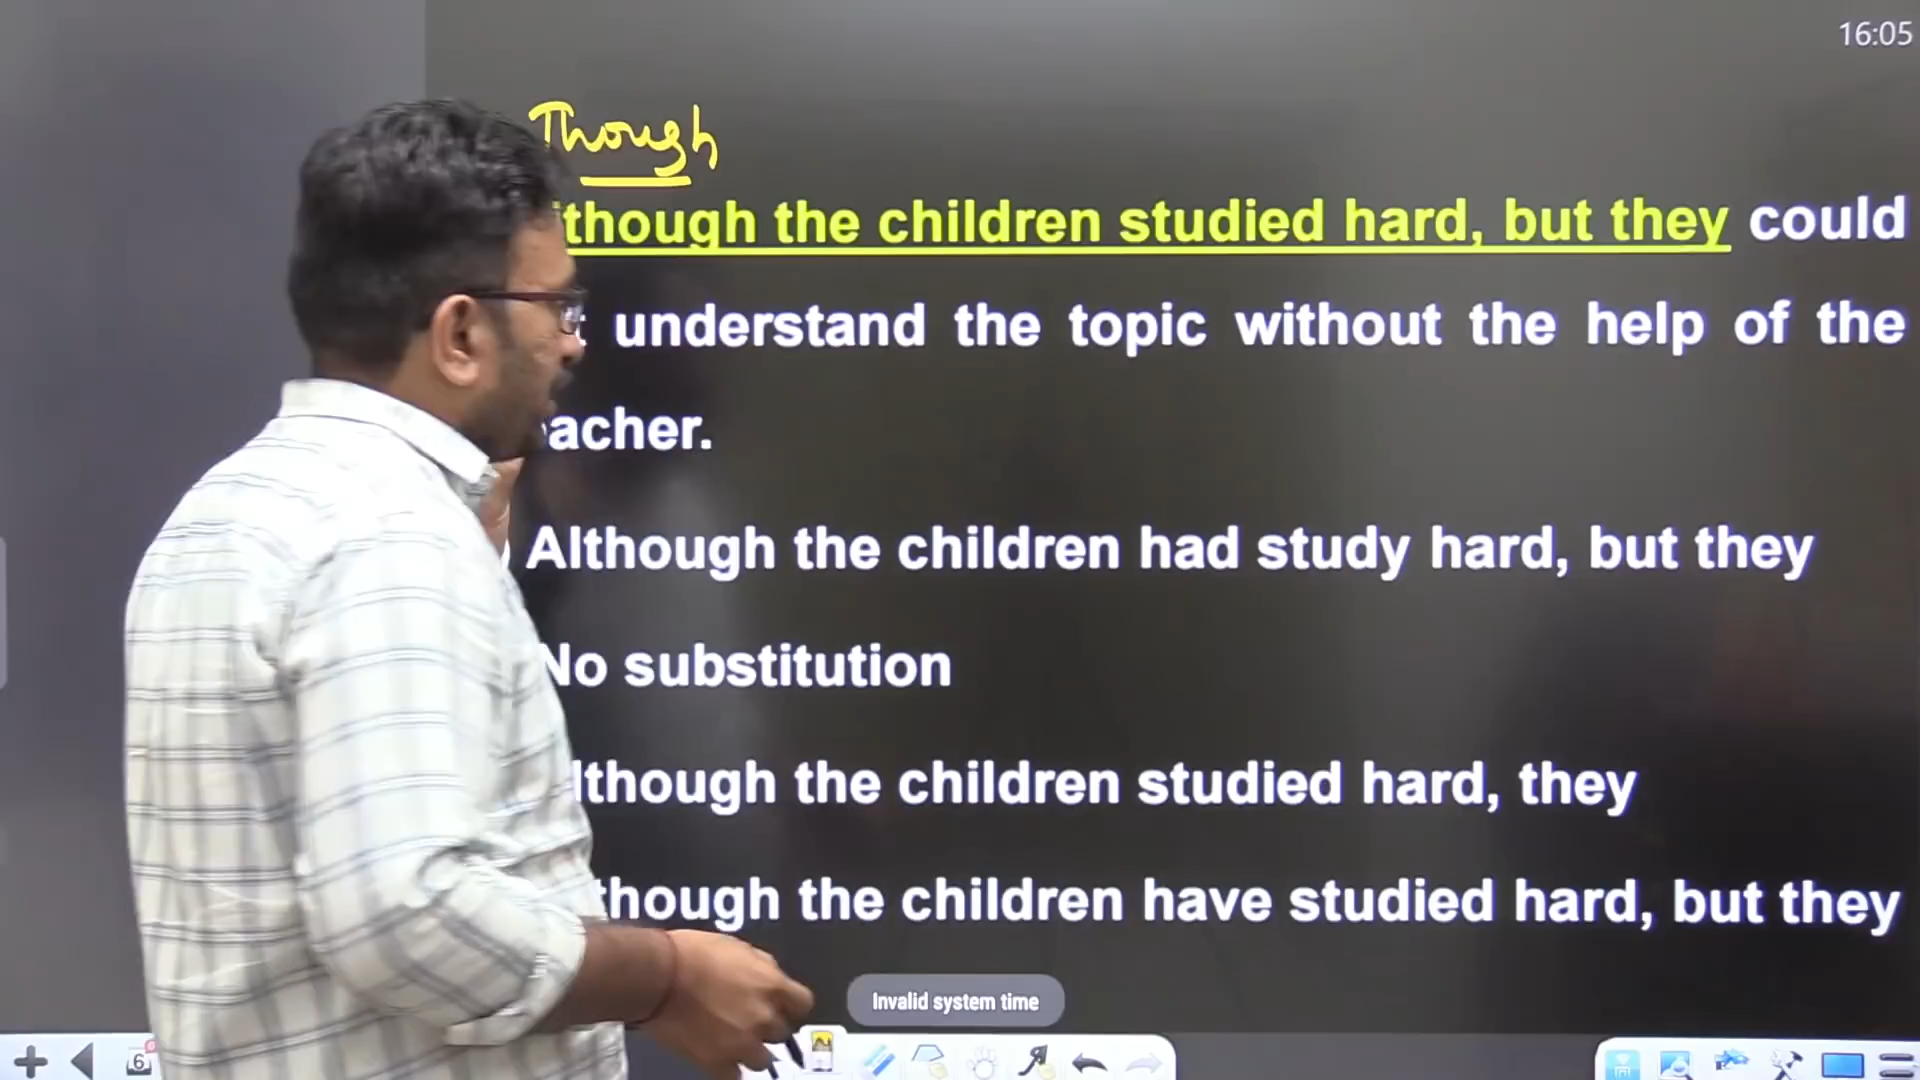 16:05
Though
though the children studied hard, but they could
understand the topic without the help of the
acher.
Although the children had study hard, but they
No substitution
lthough the children studied hard, they
though the children have studied hard, but they
Invalid system time
6